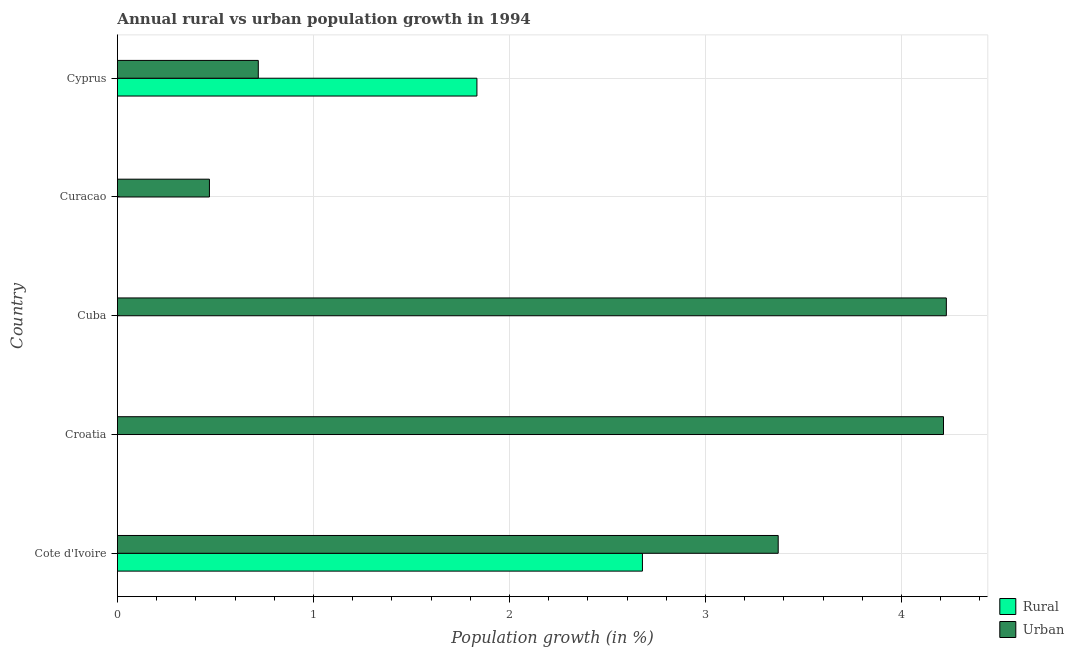 Annual rural vs urban population growth in 1994
Cyprus
Curacao
Cuba
Croatia
Cote d'Ivoire
Country
0
1
2
3
4
Population growth (in %)
Rural
Urban